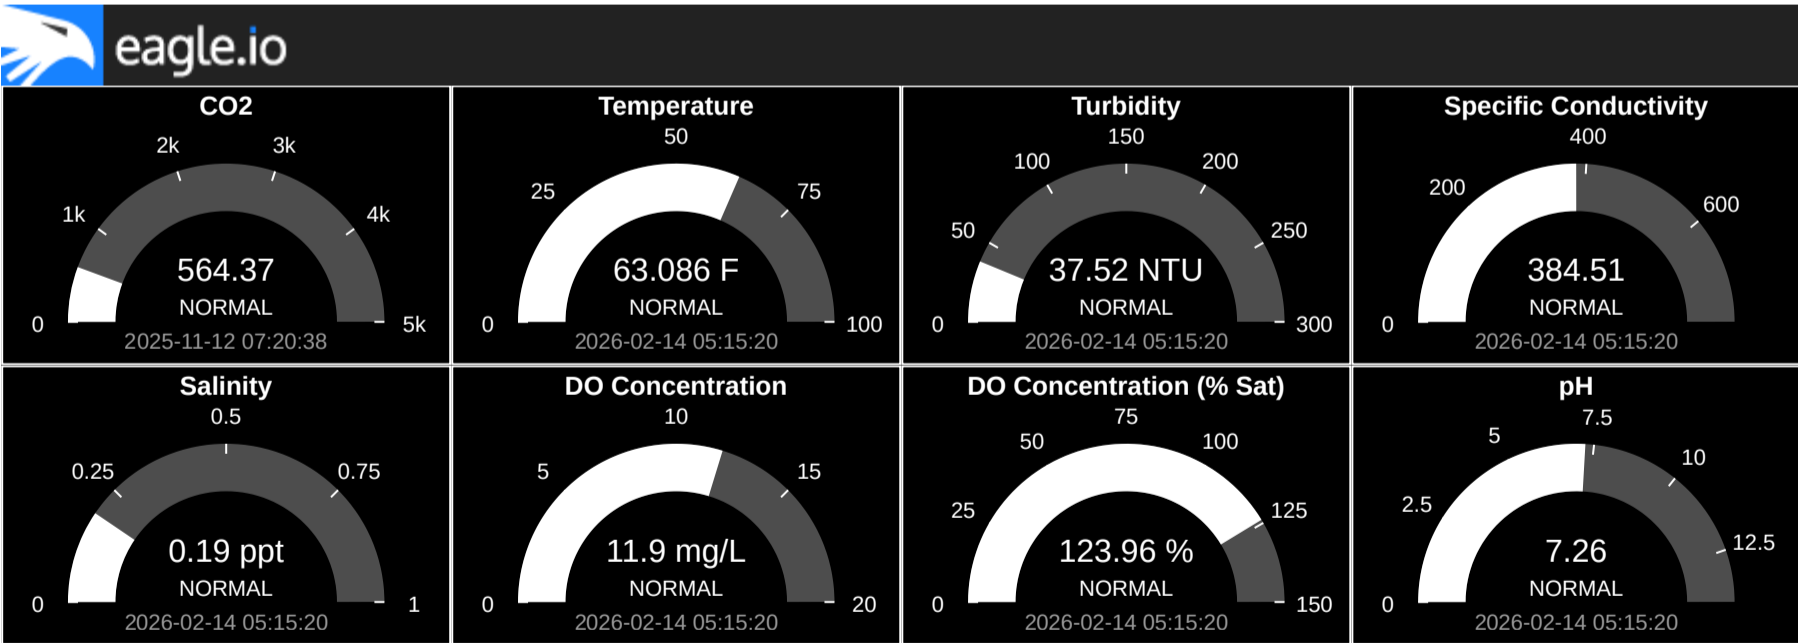 eagle.io
CO2
2k 3k
1k 4k
564.37
NORMAL
0 5k
2025-11-12 07:20:38
Temperature
50
25 75
63.086 F
NORMAL
0 100
2026-02-14 05:15:20
Turbidity
150
100 200
50 250
37.52 NTU
NORMAL
0 300
2026-02-14 05:15:20
Specific Conductivity
400
200 600
384.51
NORMAL
0
2026-02-14 05:15:20
Salinity
0.5
0.25 0.75
0.19 ppt
NORMAL
0 1
2026-02-14 05:15:20
DO Concentration
10
5 15
11.9 mg/L
NORMAL
0 20
2026-02-14 05:15:20
DO Concentration (% Sat)
75
50 100
25 125
123.96 %
NORMAL
0 150
2026-02-14 05:15:20
pH
7.5
5 10
2.5 12.5
7.26
NORMAL
0
2026-02-14 05:15:20